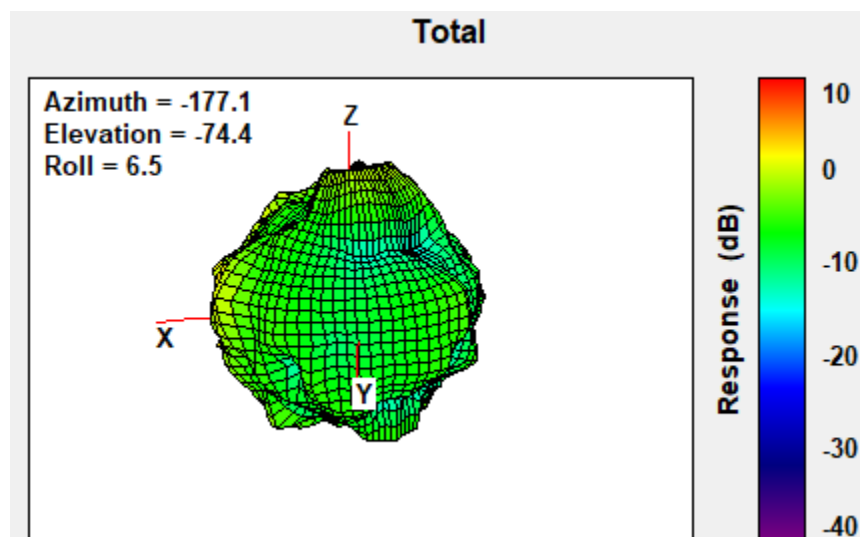 Total
Azimuth = -177.1
Elevation = -74.4
Roll = 6.5
Z
X
Y
Response (dB)
10
0
-10
-20
-30
-40